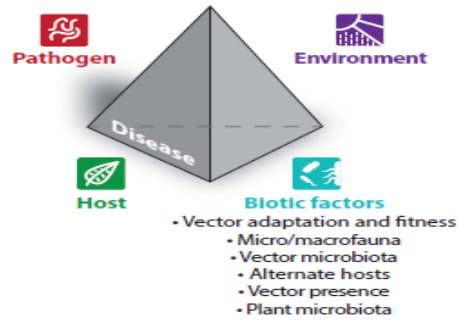 Pathogen
Environment
Disease
Host
Biotic factors
• Vector adaptation and fitness
• Micro/macrofauna
• Vector microbiota
• Alternate hosts
• Vector presence
• Plant microbiota